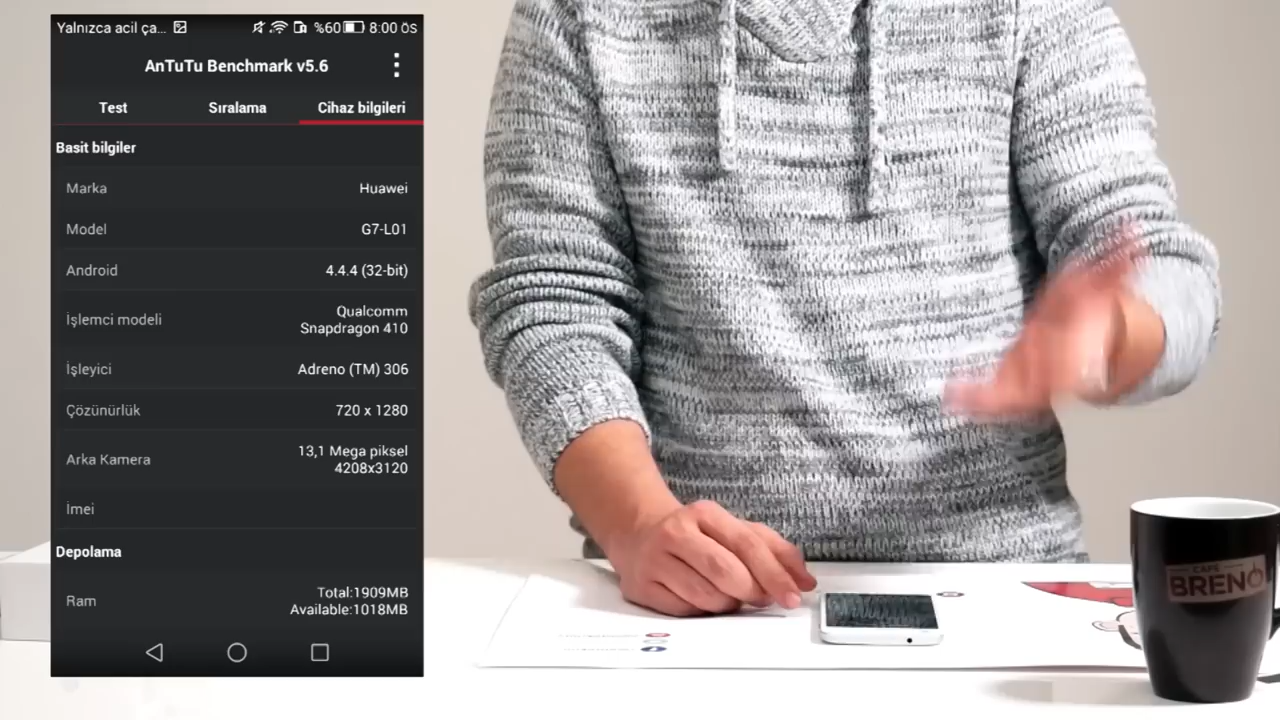 Yalnızca acil ça... %60 8:00 ÖS
AnTuTu Benchmark v5.6
Test Sıralama Cihaz bilgileri
Basit bilgiler
Marka Huawei
Model G7-L01
Android 4.4.4 (32-bit)
İşlemci modeli Qualcomm
Snapdragon 410
İşleyici Adreno (TM) 306
Çözünürlük 720 x 1280
Arka Kamera 13,1 Mega piksel
4208x3120
İmei
Depolama
Ram Total:1909MB
Available:1018MB
CAFE
BRENO